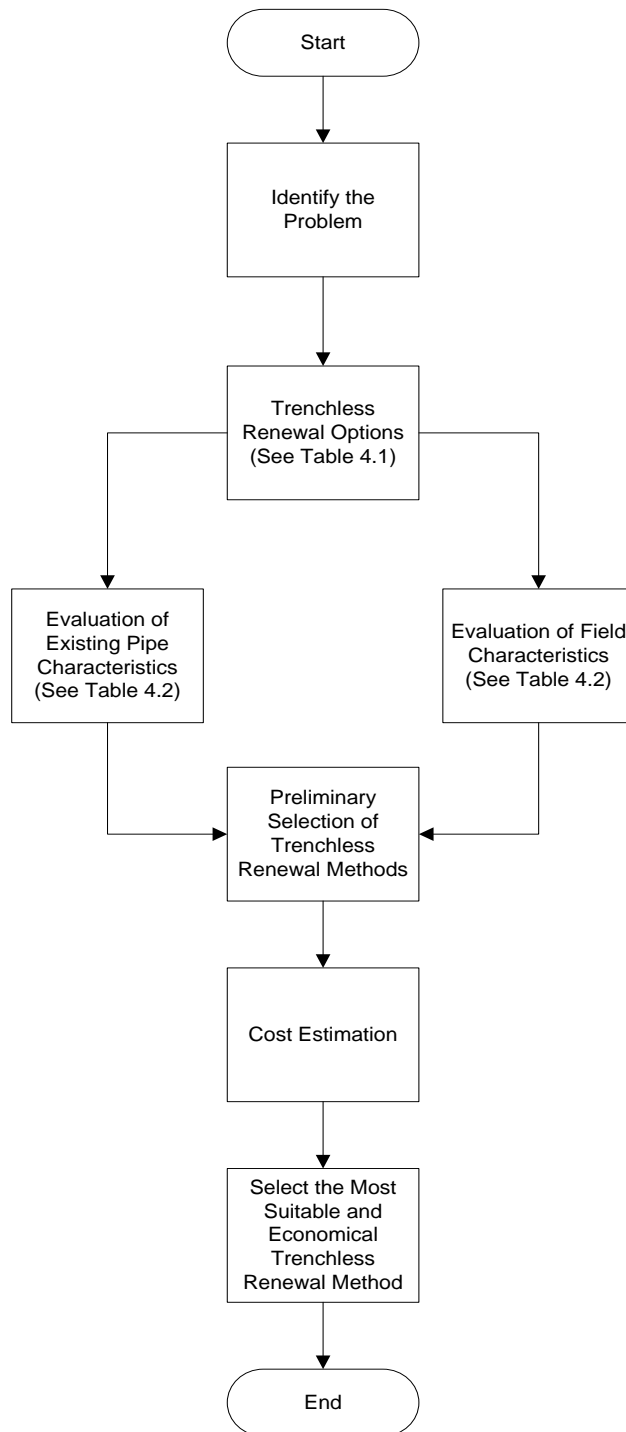 Start
Identify the
Problem
Trenchless
Renewal Options
(See Table 4.1)
Evaluation of
Existing Pipe
Characteristics
(See Table 4.2)
Evaluation of Field
Characteristics
(See Table 4.2)
Preliminary
Selection of
Trenchless
Renewal Methods
Cost Estimation
Select the Most
Suitable and
Economical
Trenchless
Renewal Method
End